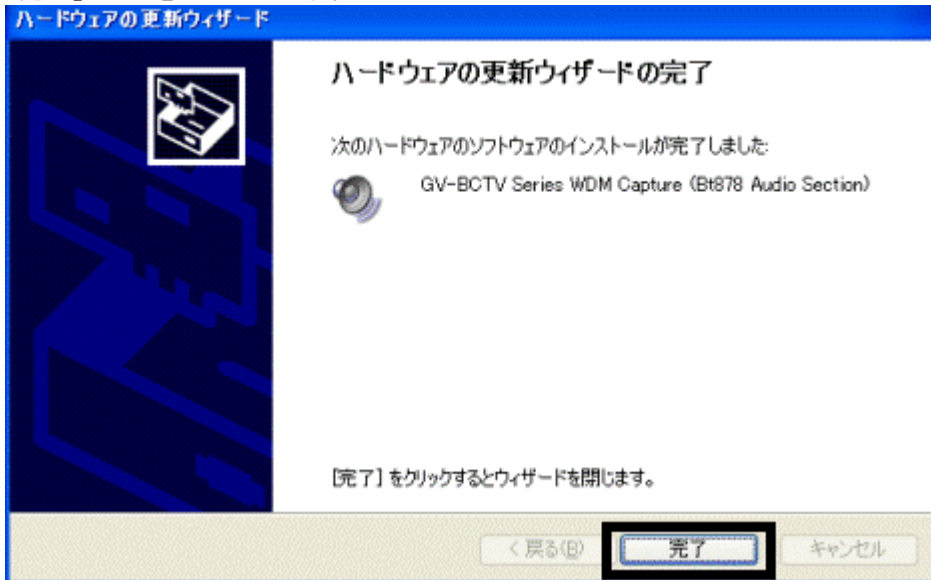 ハードウェアの更新ウィザード
ハードウェアの更新ウィザードの完了
次のハードウェアのソフトウェアのインストールが完了しました:
GV-BCTV Series WDM Capture (Bt878 Audio Section)
[完了] をクリックするとウィザードを閉じます。
< 戻る(B)
完了
キャンセル